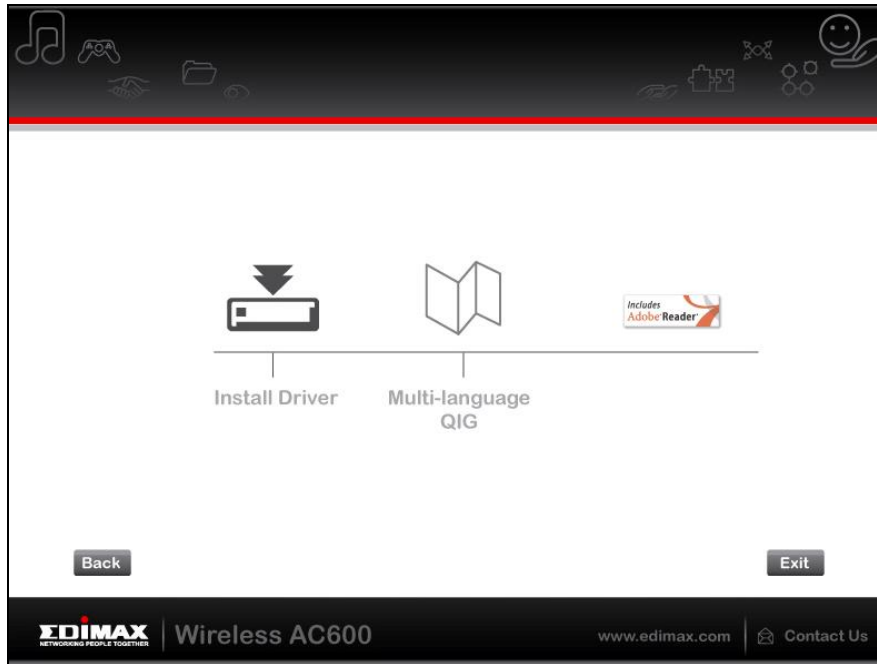 Includes
Adobe Reader
Install Driver
Multi-language
QIG
Back
Exit
EDIMAX
NETWORKING PEOPLE TOGETHER
Wireless AC600
www.edimax.com
Contact Us